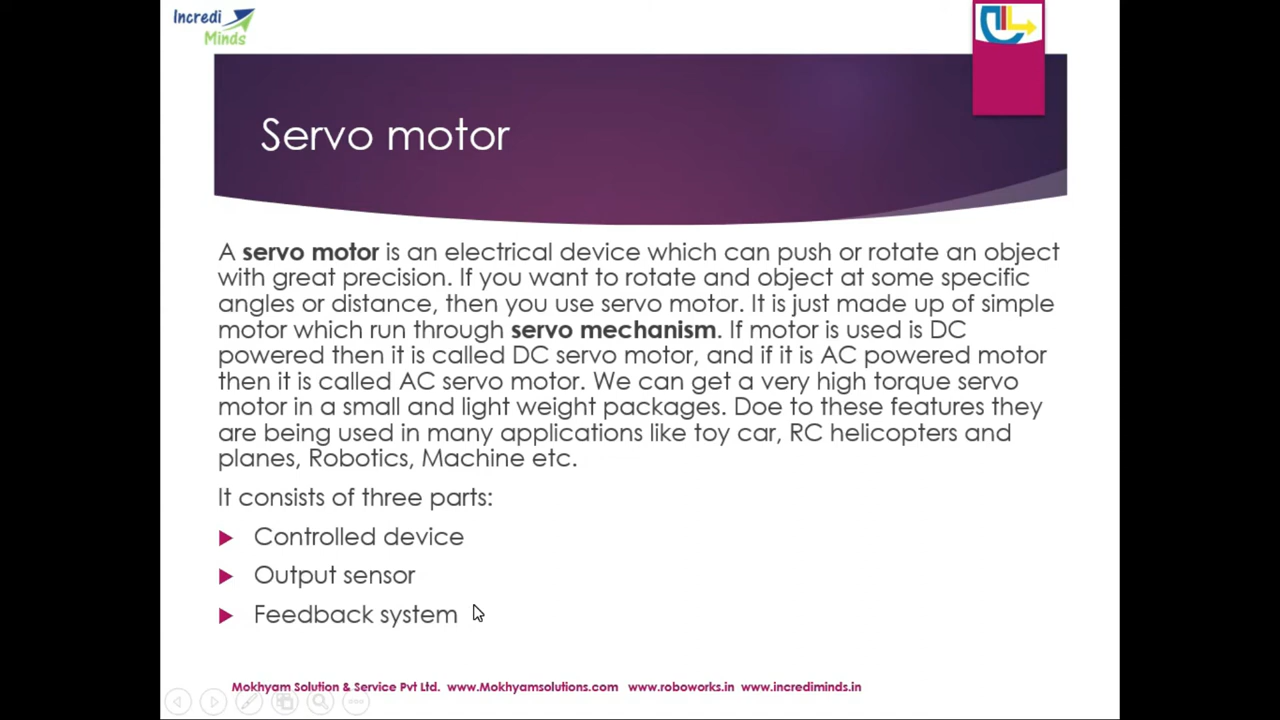 Incredi
Minds
Servo motor
A servo motor is an electrical device which can push or rotate an object
with great precision. If you want to rotate and object at some specific
angles or distance, then you use servo motor. It is just made up of simple
motor which run through servo mechanism. If motor is used is DC
powered then it is called DC servo motor, and if it is AC powered motor
then it is called AC servo motor. We can get a very high torque servo
motor in a small and light weight packages. Doe to these features they
are being used in many applications like toy car, RC helicopters and
planes, Robotics, Machine etc.
It consists of three parts:
Controlled device
Output sensor
Feedback system
Mokhyam Solution & Service Pvt Ltd. www.Mokhyamsolutions.com www.roboworks.in www.incrediminds.in